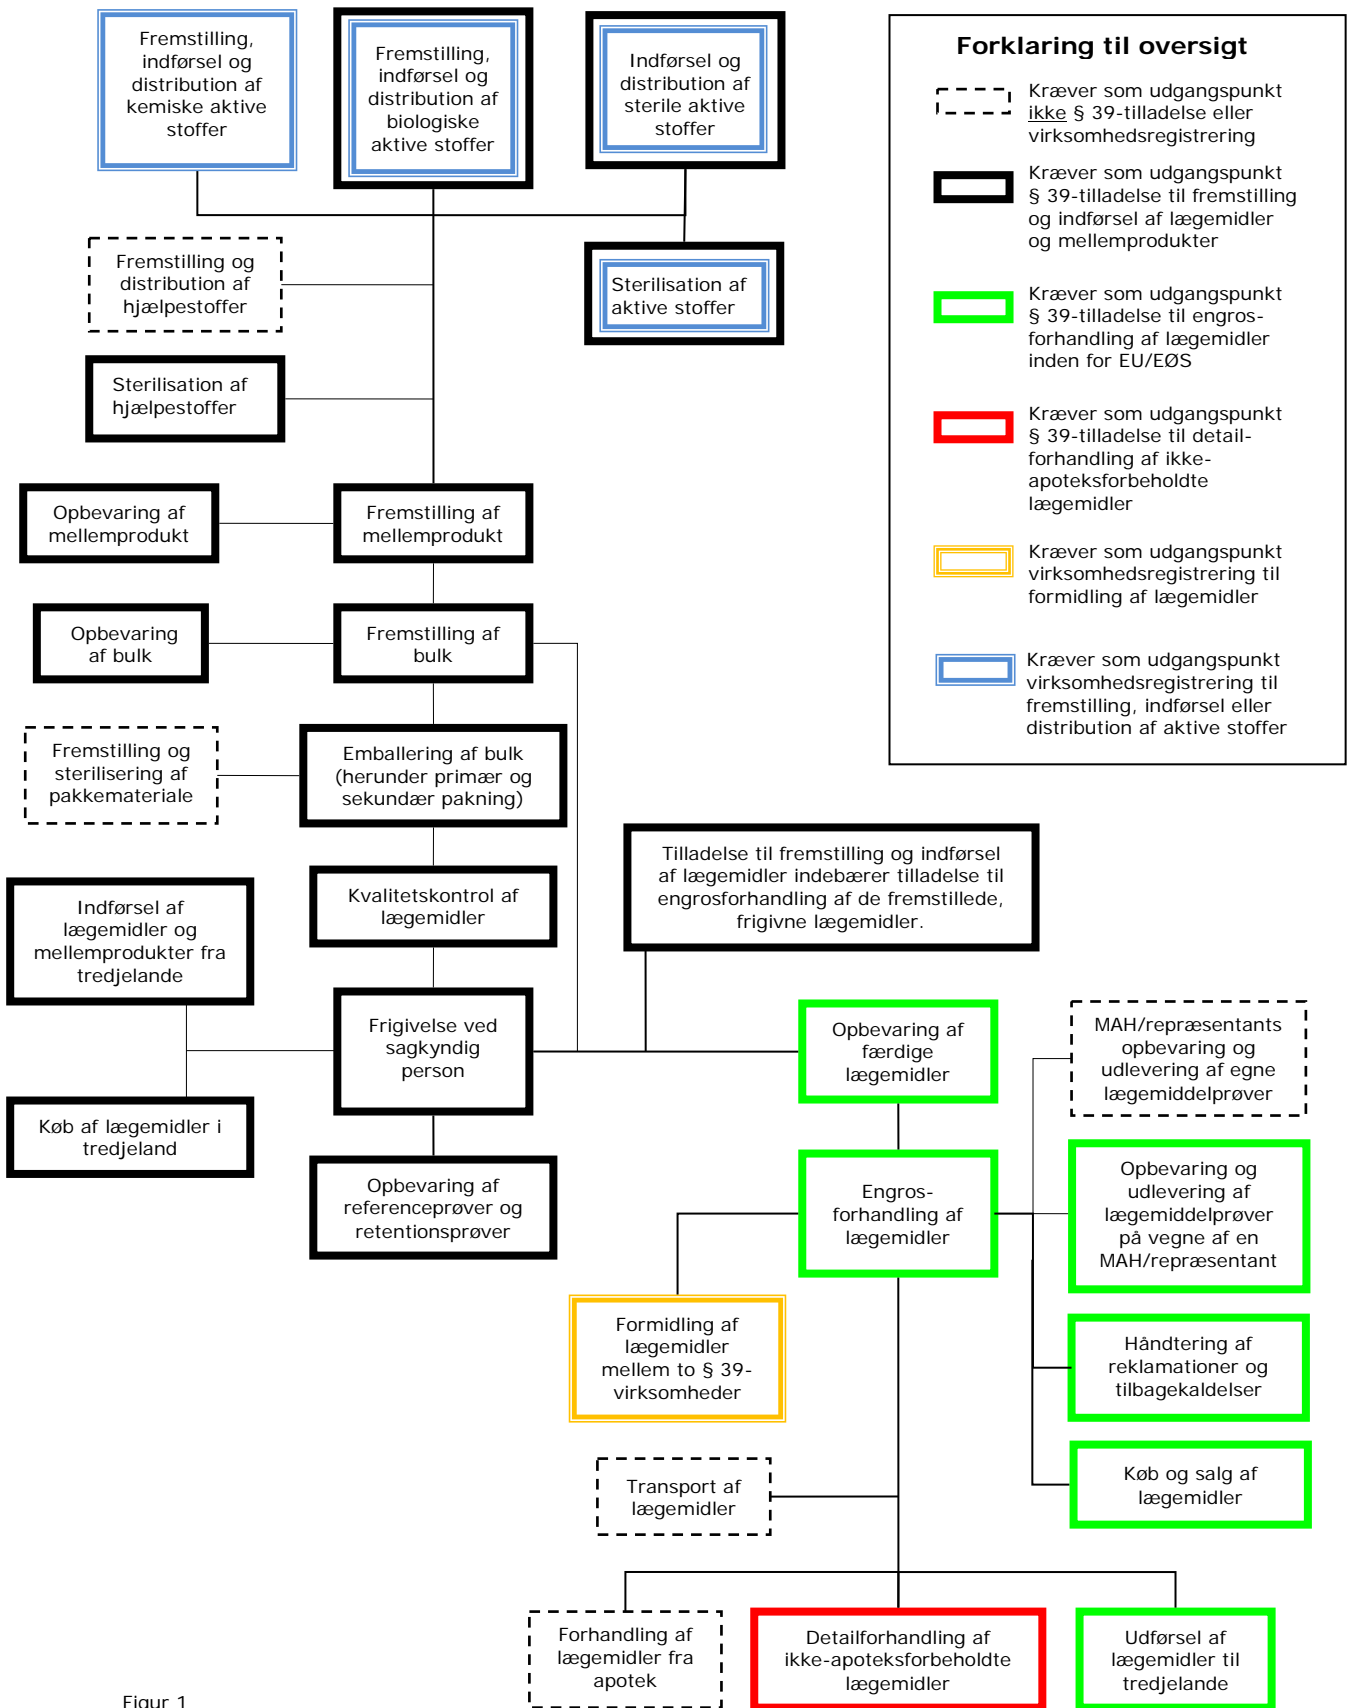 Fremstilling,
indførsel og
distribution af
kemiske aktive
stoffer
Fremstilling,
indførsel og
distribution af
biologiske
aktive stoffer
Indførsel og
distribution af
sterile aktive
stoffer
Fremstilling og
distribution af
hjælpestoffer
Sterilisation af
aktive stoffer
Sterilisation af
hjælpestoffer
Opbevaring af
mellemprodukt
Fremstilling af
mellemprodukt
Opbevaring
af bulk
Fremstilling af
bulk
Fremstilling og
sterilisering af
pakkemateriale
Emballering af bulk
(herunder primær og
sekundær pakning)
Kvalitetskontrol af
lægemidler
Tilladelse til fremstilling og indførsel
af lægemidler indebærer tilladelse til
engrosforhandling af de fremstillede,
frigivne lægemidler.
Indførsel af
lægemidler og
mellemprodukter fra
tredjelande
Frigivelse ved
sagkyndig
person
Køb af lægemidler i
tredjeland
Opbevaring af
referenceprøver og
retentionsprøver
Opbevaring af
færdige
lægemidler
MAH/repræsentants
opbevaring og
udlevering af egne
lægemiddelprøver
Engros-
forhandling af
lægemidler
Opbevaring og
udlevering af
lægemiddelprøver
på vegne af en
MAH/repræsentant
Formidling af
lægemidler
mellem to § 39-
virksomheder
Håndtering af
reklamationer og
tilbagekaldelser
Køb og salg af
lægemidler
Transport af
lægemidler
Forhandling af
lægemidler fra
apotek
Detailforhandling af
ikke-apoteksforbeholdte
lægemidler
Udførsel af
lægemidler til
tredjelande
Forklaring til oversigt
Kræver som udgangspunkt
ikke § 39-tilladelse eller
virksomhedsregistrering
Kræver som udgangspunkt
§ 39-tilladelse til fremstilling
og indførsel af lægemidler
og mellemprodukter
Kræver som udgangspunkt
§ 39-tilladelse til engros-
forhandling af lægemidler
inden for EU/EØS
Kræver som udgangspunkt
§ 39-tilladelse til detail-
forhandling af ikke-
apoteksforbeholdte
lægemidler
Kræver som udgangspunkt
virksomhedsregistrering til
formidling af lægemidler
Kræver som udgangspunkt
virksomhedsregistrering til
fremstilling, indførsel eller
distribution af aktive stoffer
Figur 1